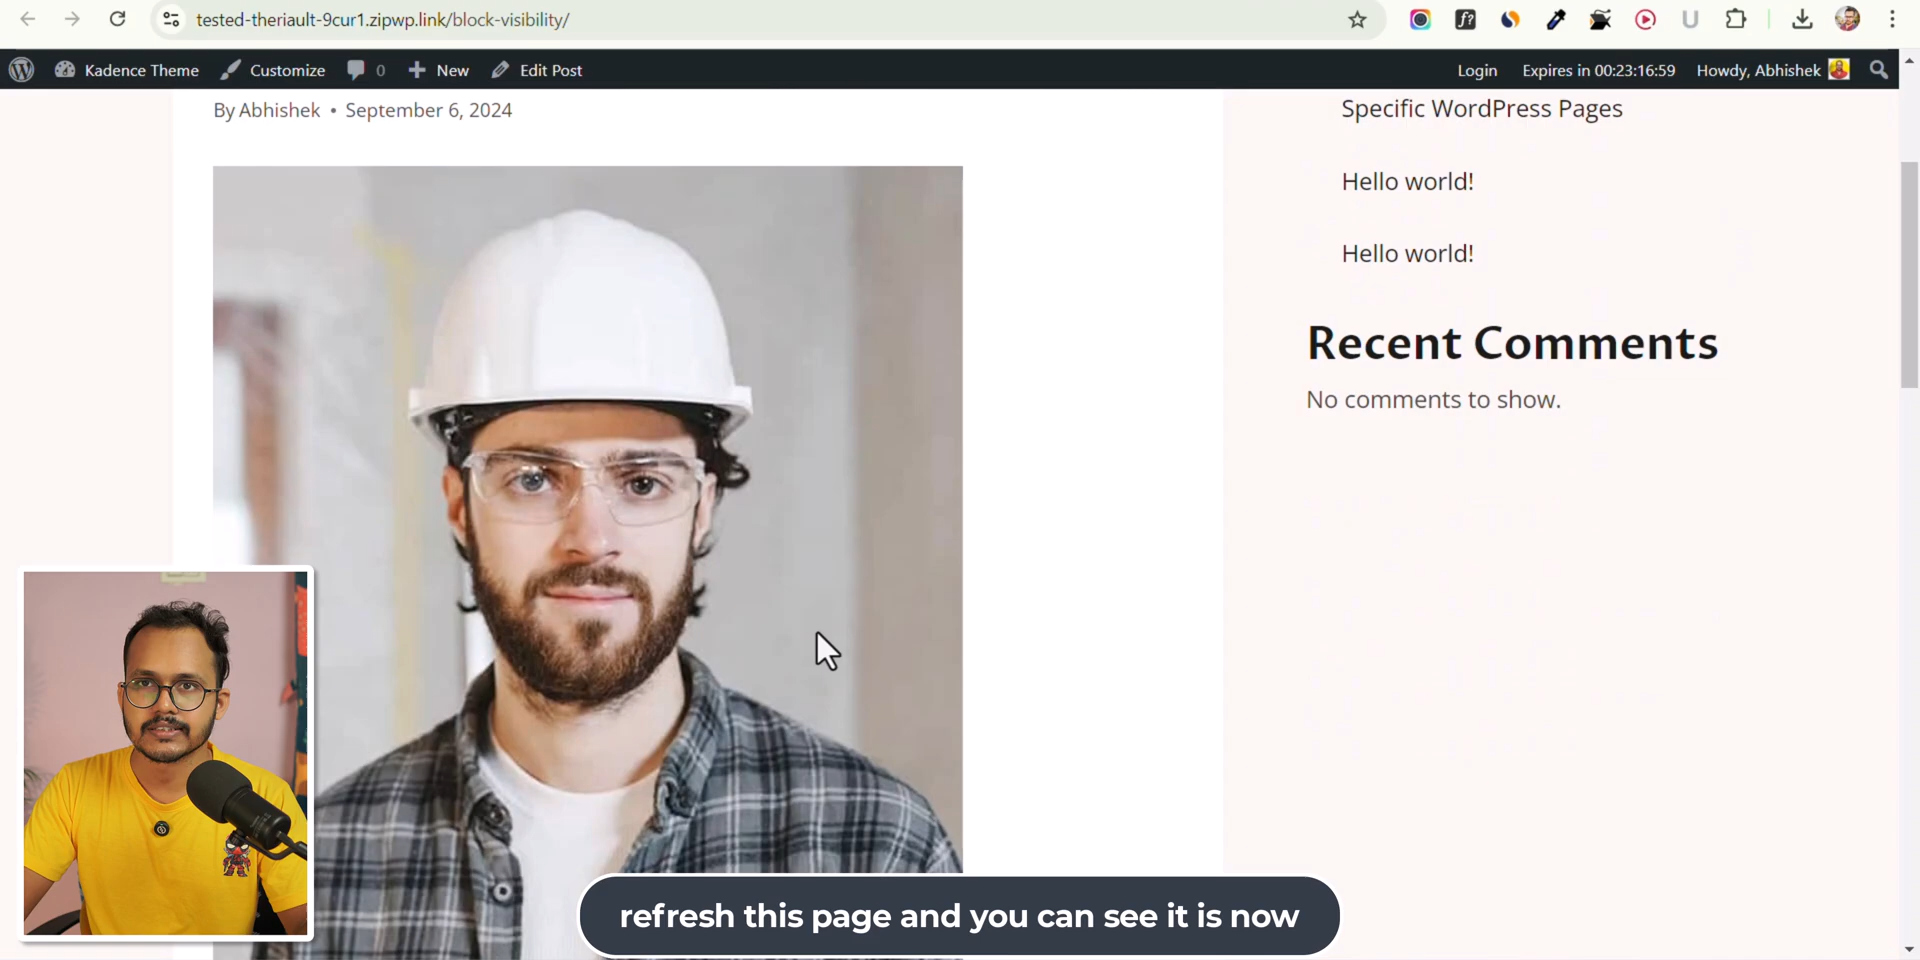 tested-theriault-9cur1.zipwp.link/block-visibility/
Kadence Theme Customize 0 New Edit Post Login Expires in 00:23:16:59 Howdy, Abhishek
By Abhishek • September 6, 2024
Specific WordPress Pages
Hello world!
Hello world!
Recent Comments
No comments to show.
refresh this page and you can see it is now